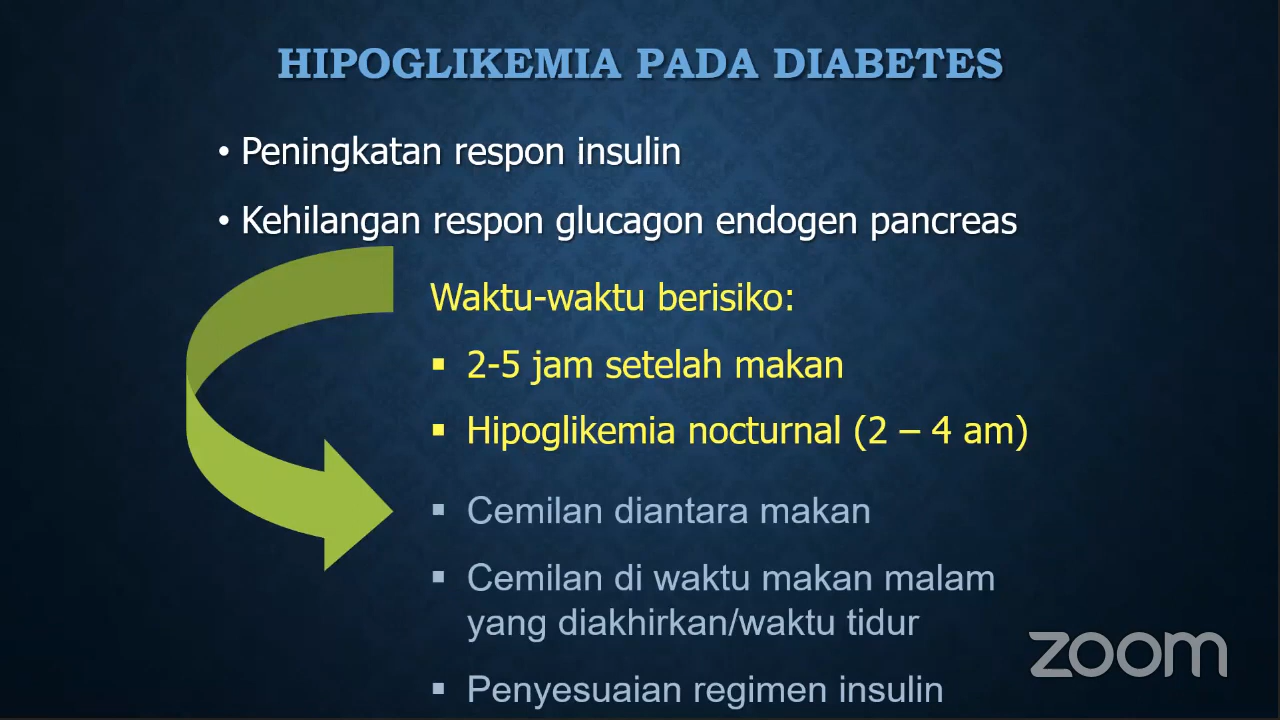 HIPOGLIKEMIA PADA DIABETES
• Peningkatan respon insulin
• Kehilangan respon glucagon endogen pancreas
Waktu-waktu berisiko:
▪ 2-5 jam setelah makan
▪ Hipoglikemia nocturnal (2 – 4 am)
▪ Cemilan diantara makan
▪ Cemilan di waktu makan malam
yang diakhirkan/waktu tidur
▪ Penyesuaian regimen insulin
zoom